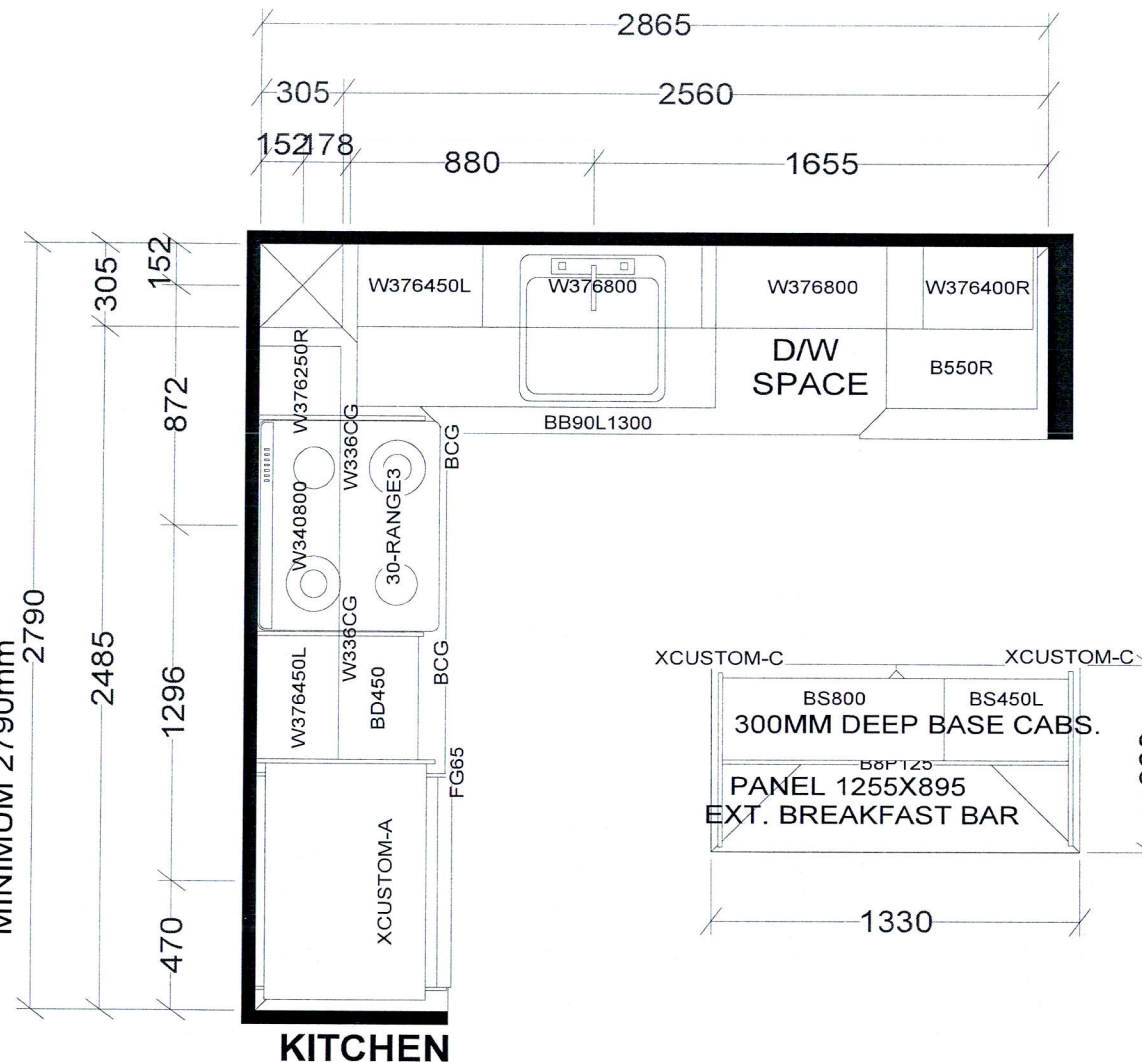 2865
305
2560
152
178
880
1655
152
305
872
2790
2485
1296
470
MINIMUM 2790mm
W376450L
W376800
W376800
W376400R
D/W
SPACE
B550R
BB90L1300
W376250R
W336CG
BCG
W340800
30-RANGE3
W336CG
BCG
W376450L
BD450
FG65
XCUSTOM-A
XCUSTOM-C
XCUSTOM-C
BS800
BS450L
300MM DEEP BASE CABS.
PANEL 1255X895
EXT. BREAKFAST BAR
1330
KITCHEN